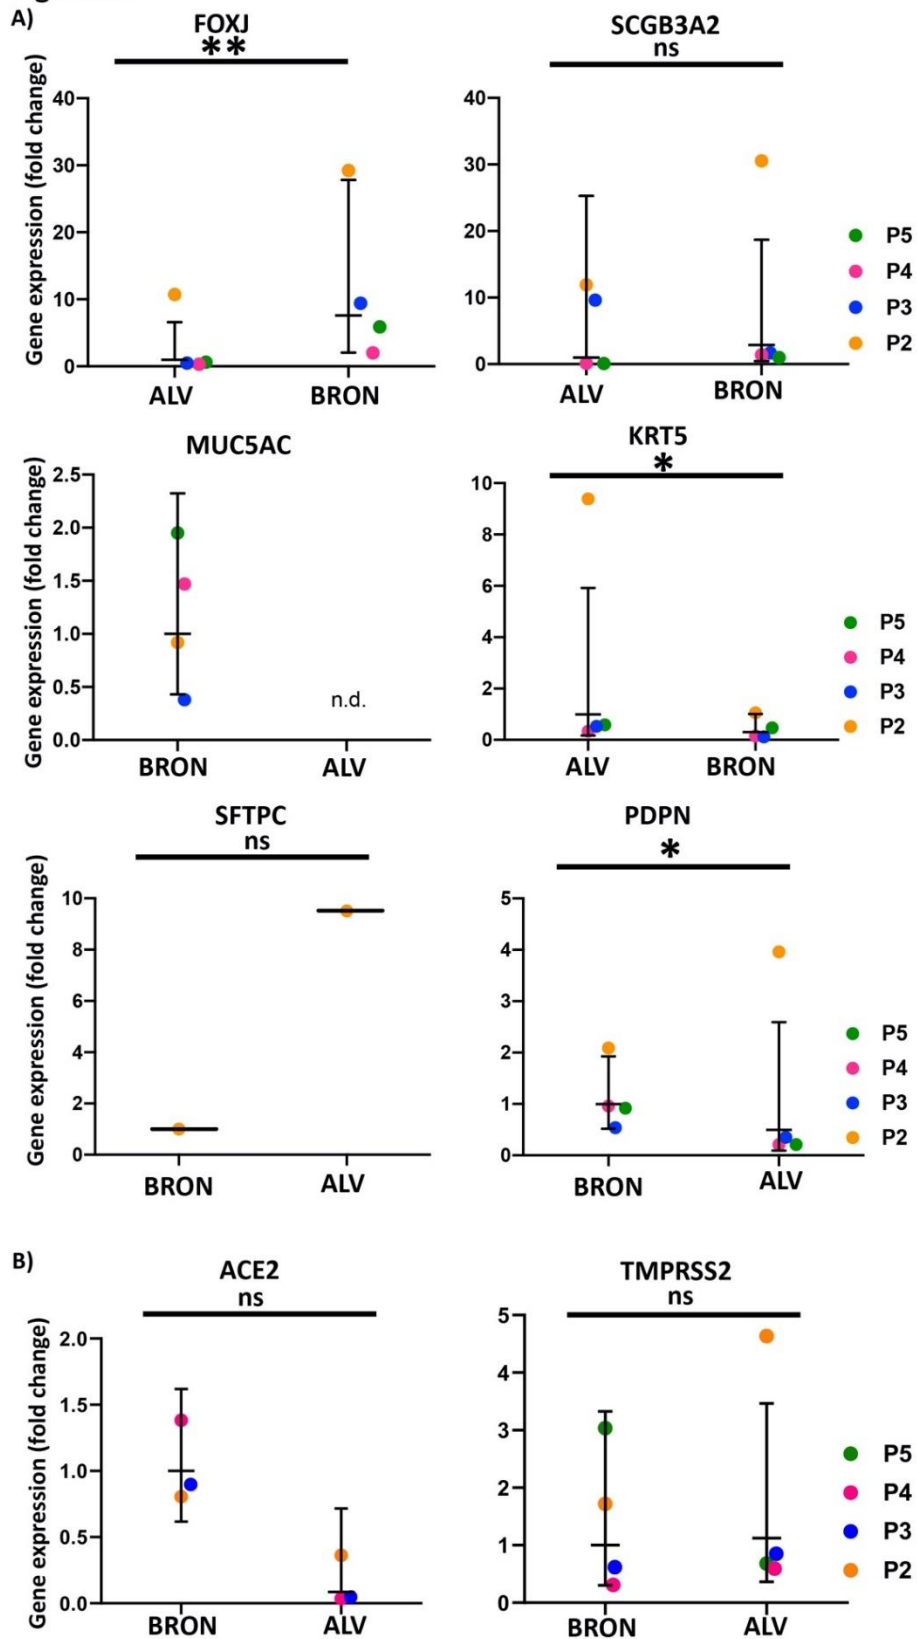 A)
FOXJ
**
Gene expression (fold change)
40
30
20
10
0
ALV
BRON
SCGB3A2
ns
40
30
20
10
0
ALV
BRON
P5
P4
P3
P2
MUC5AC
Gene expression (fold change)
2.5
2.0
1.5
1.0
0.5
0.0
n.d.
BRON
ALV
KRT5
*
10
8
6
4
2
0
ALV
BRON
P5
P4
P3
P2
SFTPC
ns
Gene expression (fold change)
10
8
6
4
2
0
BRON
ALV
PDPN
*
5
4
3
2
1
0
BRON
ALV
P5
P4
P3
P2
B)
ACE2
ns
Gene expression (fold change)
2.0
1.5
1.0
0.5
0.0
BRON
ALV
TMPRSS2
ns
5
4
3
2
1
0
BRON
ALV
P5
P4
P3
P2